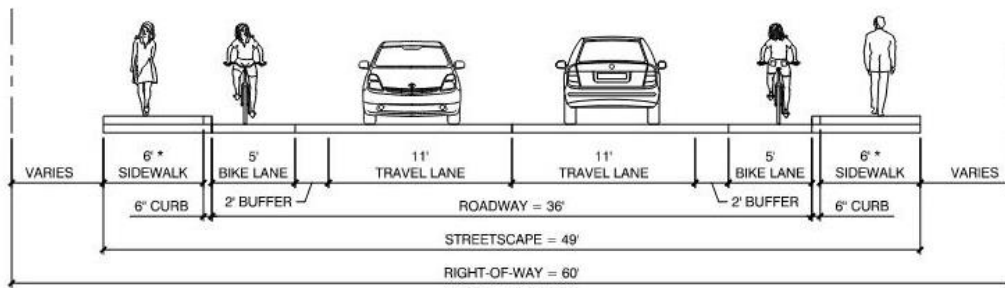 6' *
5'
11'
11'
5'
6' *
VARIES
SIDEWALK
BIKE LANE
TRAVEL LANE
TRAVEL LANE
BIKE LANE
SIDEWALK
VARIES
6" CURB
2' BUFFER
ROADWAY = 36'
2' BUFFER
6" CURB
STREETSCAPE = 49'
RIGHT-OF-WAY = 60'